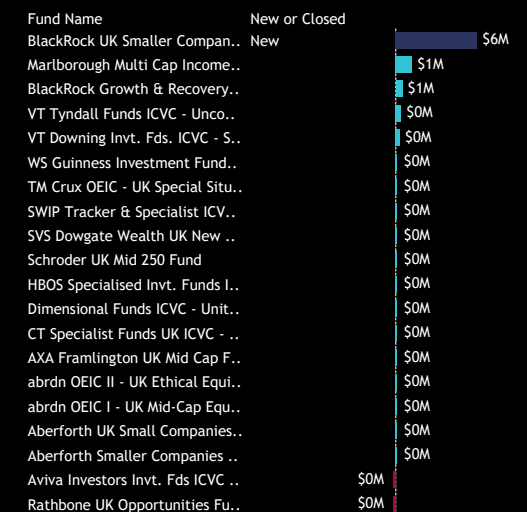 Fund Name New or Closed
BlackRock UK Smaller Compan.. New $6M
Marlborough Multi Cap Income.. $1M
BlackRock Growth & Recovery.. $1M
VT Tyndall Funds ICVC - Unco.. $0M
VT Downing Invt. Fds. ICVC - S.. $0M
WS Guinness Investment Fund.. $0M
TM Crux OEIC - UK Special Situ.. $0M
SWIP Tracker & Specialist ICV.. $0M
SVS Dowgate Wealth UK New .. $0M
Schroder UK Mid 250 Fund $0M
HBOS Specialised Invt. Funds I.. $0M
Dimensional Funds ICVC - Unit.. $0M
CT Specialist Funds UK ICVC - .. $0M
AXA Framlington UK Mid Cap F.. $0M
abrdn OEIC II - UK Ethical Equi.. $0M
abrdn OEIC I - UK Mid-Cap Equ.. $0M
Aberforth UK Small Companies.. $0M
Aberforth Smaller Companies .. $0M
Aviva Investors Invt. Fds ICVC .. $0M
Rathbone UK Opportunities Fu.. $0M